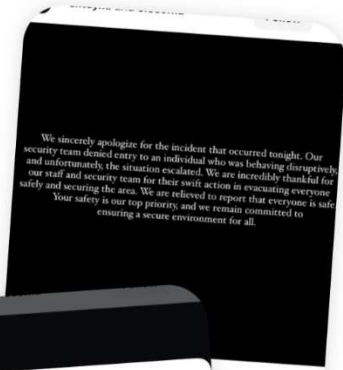 We sincerely apologize for the incident that occurred tonight. Our
security team denied entry to an individual who was behaving disruptively,
and unfortunately, the situation escalated. We are incredibly thankful for
our staff and security team for their swift action in evacuating everyone
safely and securing the area. We are relieved to report that everyone is safe
Your safety is our top priority, and we remain committed to
ensuring a secure environment for all.